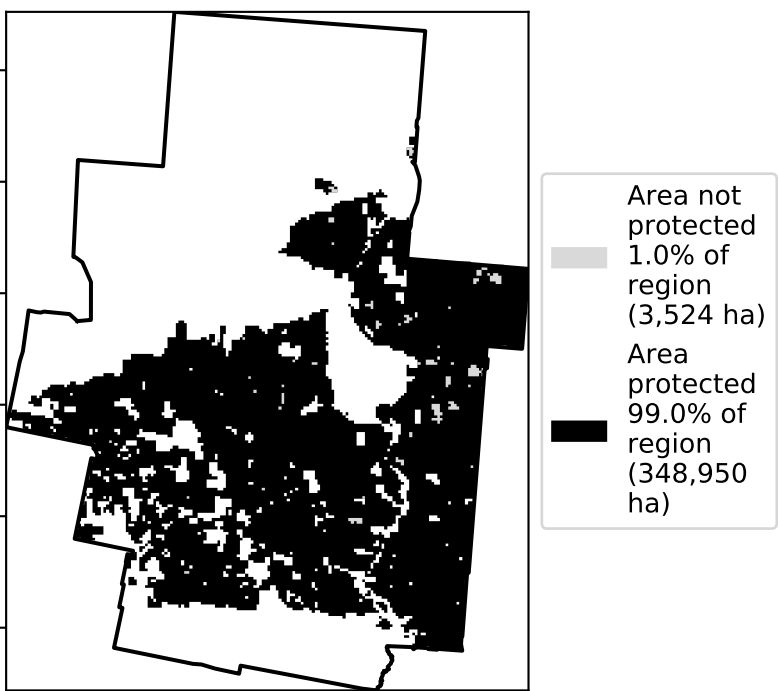 Area not
protected
1.0% of
region
(3,524 ha)
Area
protected
99.0% of
region
(348,950
ha)